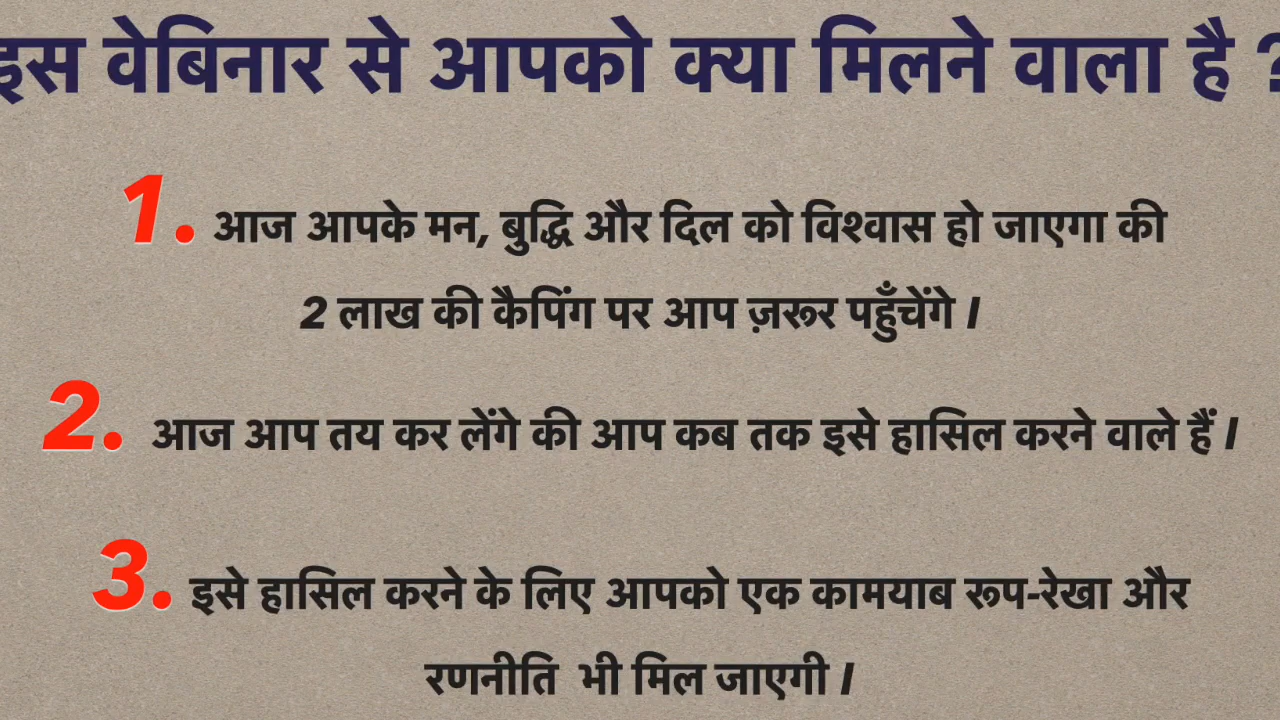 इस वेबिनार से आपको क्या मिलने वाला है ?
1. आज आपके मन, बुद्धि और दिल को विश्वास हो जाएगा की
2 लाख की कैपिंग पर आप ज़रूर पहुँचेंगे ।
2. आज आप तय कर लेंगे की आप कब तक इसे हासिल करने वाले हैं ।
3. इसे हासिल करने के लिए आपको एक कामयाब रूप-रेखा और
रणनीति भी मिल जाएगी ।